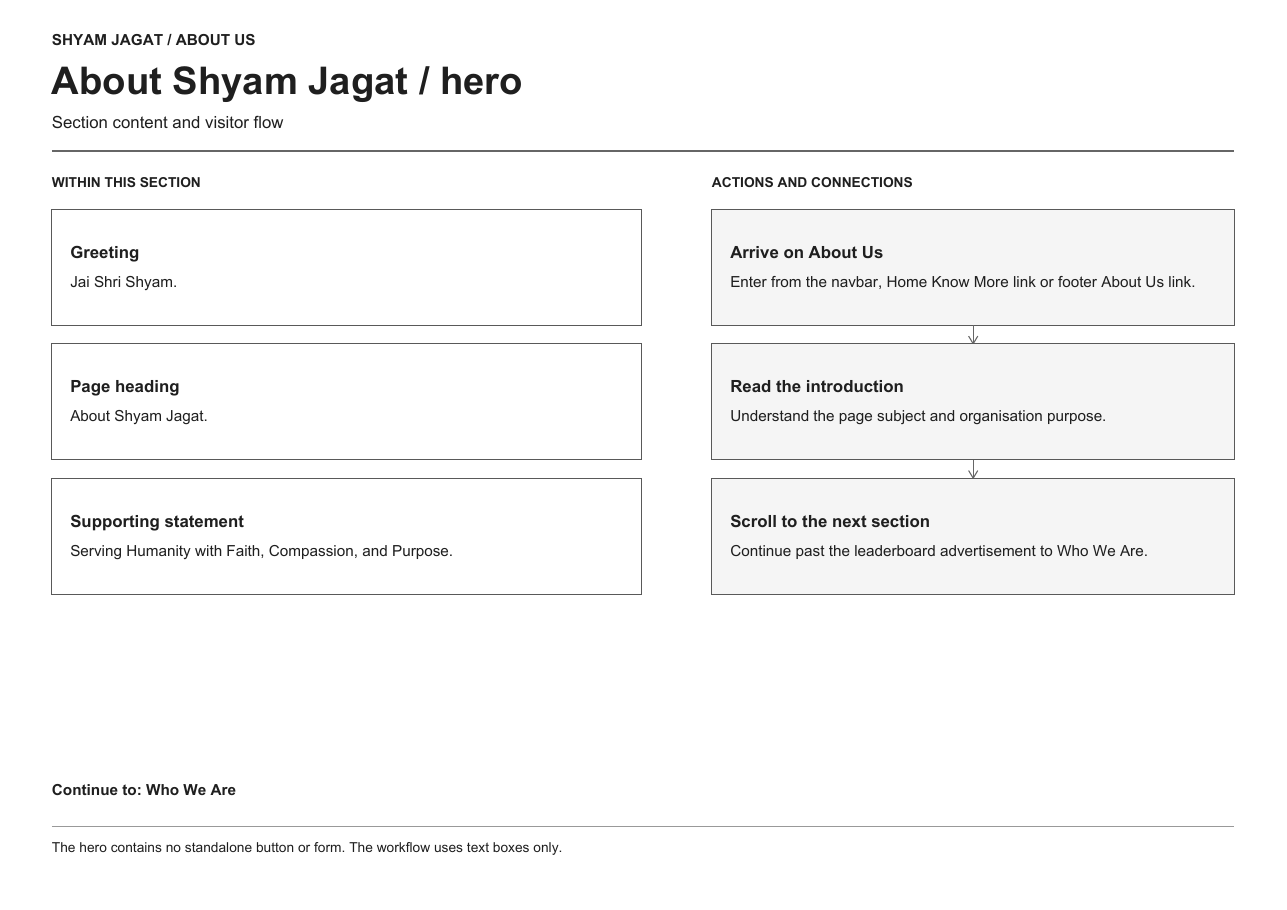 SHYAM JAGAT / ABOUT US
About Shyam Jagat / hero
Section content and visitor flow
WITHIN THIS SECTION
Greeting
Jai Shri Shyam.
Page heading
About Shyam Jagat.
Supporting statement
Serving Humanity with Faith, Compassion, and Purpose.
ACTIONS AND CONNECTIONS
Arrive on About Us
Enter from the navbar, Home Know More link or footer About Us link.
Read the introduction
Understand the page subject and organisation purpose.
Scroll to the next section
Continue past the leaderboard advertisement to Who We Are.
Continue to: Who We Are
The hero contains no standalone button or form. The workflow uses text boxes only.